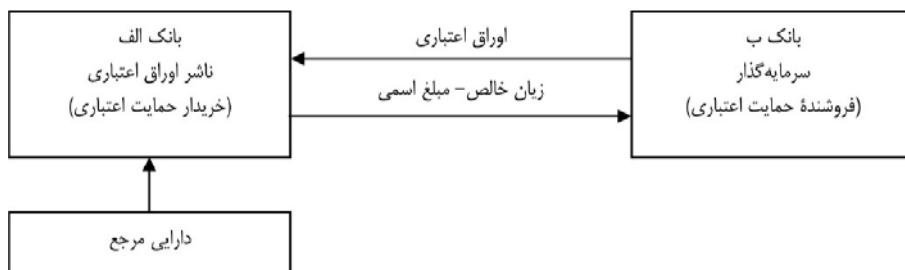 بانک الف
ناشر اوراق اعتباری
(خریدار حمایت اعتباری)
اوراق اعتباری
زیان خالص- مبلغ اسمی
بانک ب
سرمایه‌گذار
(فروشندهٔ حمایت اعتباری)
دارایی مرجع